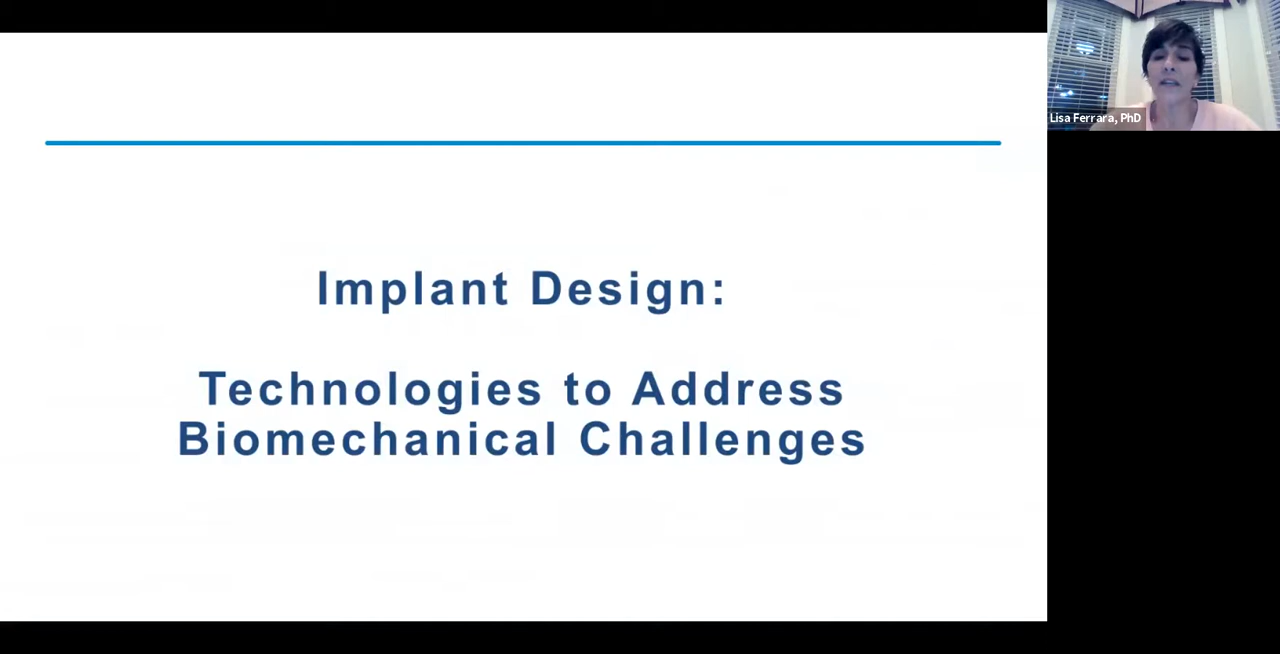 Implant Design:
Technologies to Address
Biomechanical Challenges
Lisa Ferrara, PhD